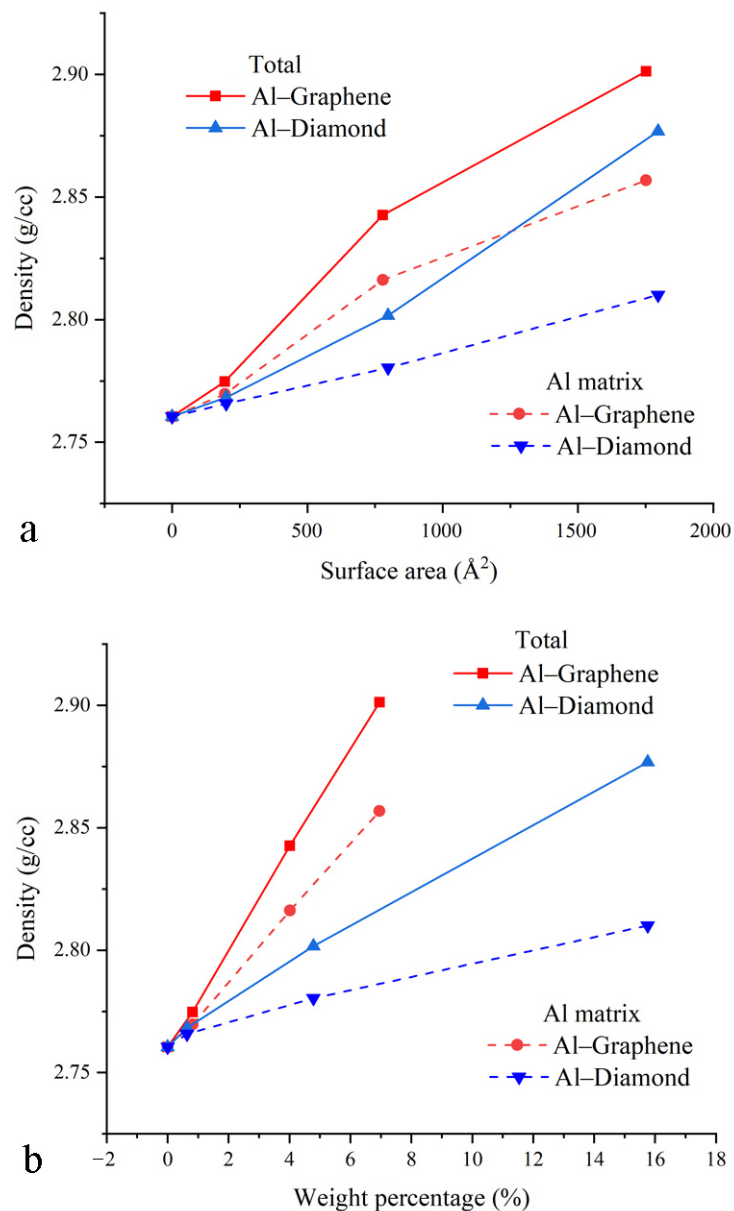 2.90
2.85
2.80
2.75
Density (g/cc)
Total
Al–Graphene
Al–Diamond
Al matrix
Al–Graphene
Al–Diamond
0 500 1000 1500 2000
Surface area (Å²)
a
2.90
2.85
2.80
2.75
Density (g/cc)
Total
Al–Graphene
Al–Diamond
Al matrix
Al–Graphene
Al–Diamond
−2 0 2 4 6 8 10 12 14 16 18
Weight percentage (%)
b